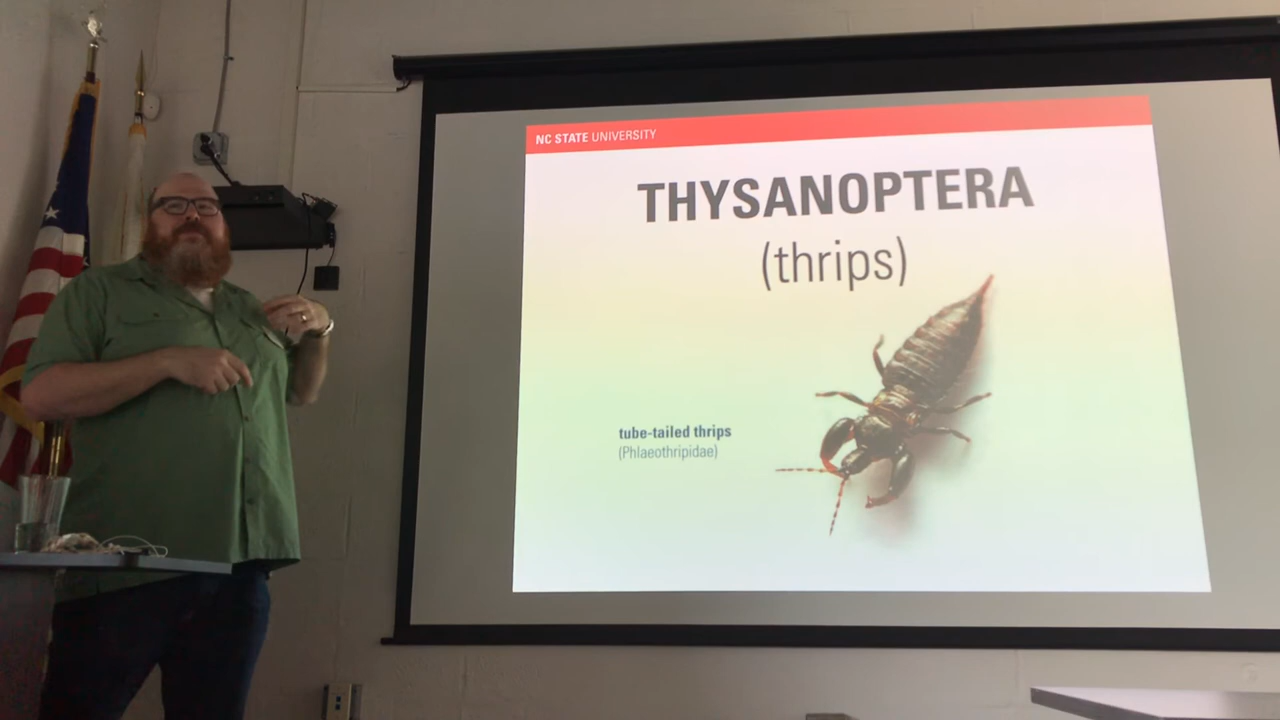 NC STATE UNIVERSITY
THYSANOPTERA
(thrips)
tube-tailed thrips
(Phlaeothripidae)